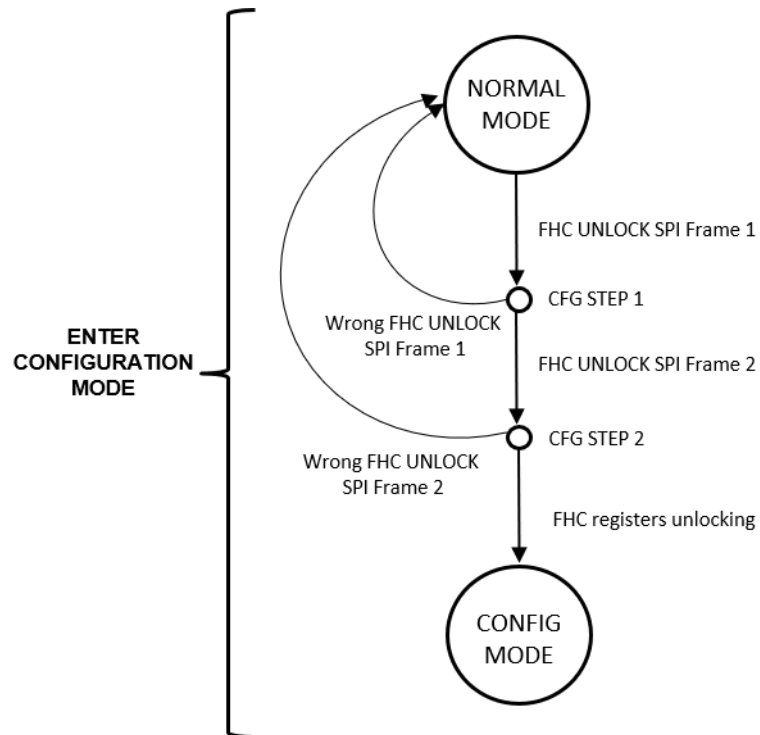 NORMAL
MODE
FHC UNLOCK SPI Frame 1
CFG STEP 1
Wrong FHC UNLOCK
SPI Frame 1
ENTER
CONFIGURATION
MODE
FHC UNLOCK SPI Frame 2
CFG STEP 2
Wrong FHC UNLOCK
SPI Frame 2
FHC registers unlocking
CONFIG
MODE